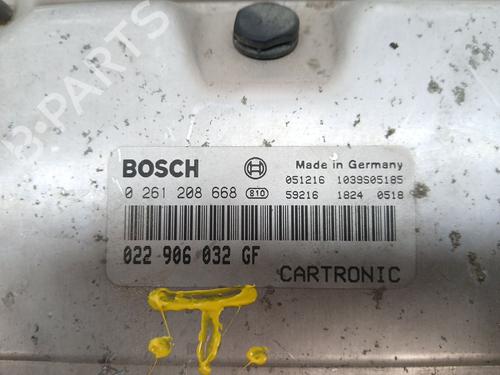 B-PARTS
BOSCH
Made in Germany
0 261 208 668 810
051216 1039S05185
59216 1824 0518
022 906 032 GF
CARTRONIC
.T.